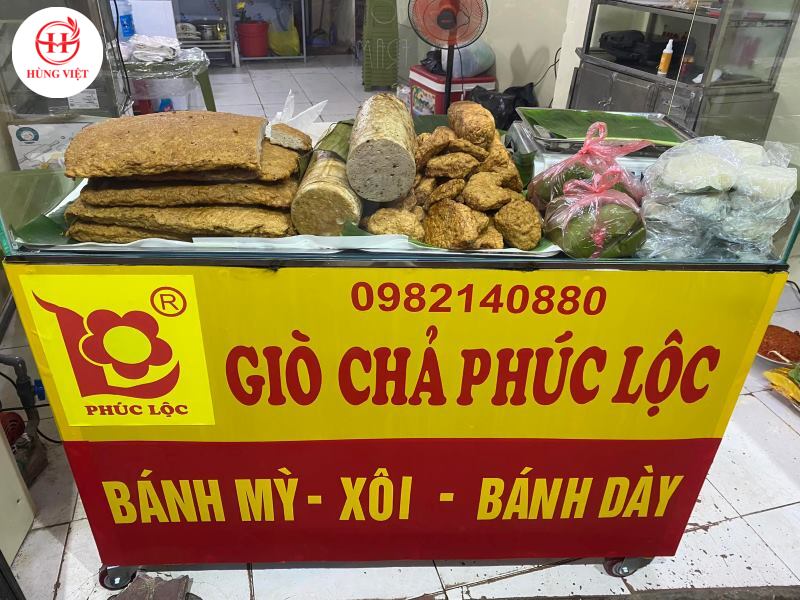 HÙNG VIỆT
0982140880
®
PHÚC LỘC
GIÒ CHẢ PHÚC LỘC
BÁNH MỲ - XÔI - BÁNH DÀY